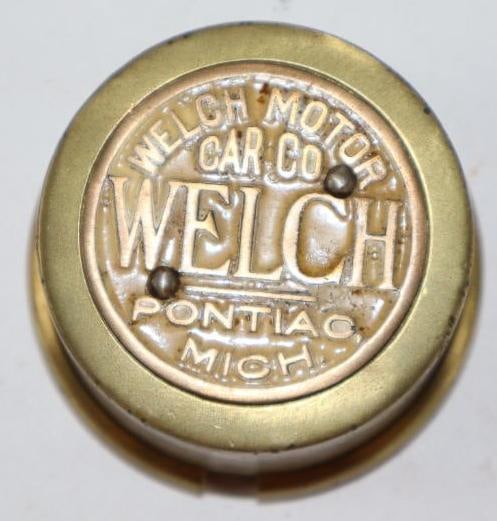 WELCH MOTOR
CAR CO
WELCH
PONTIAC,
MICH.